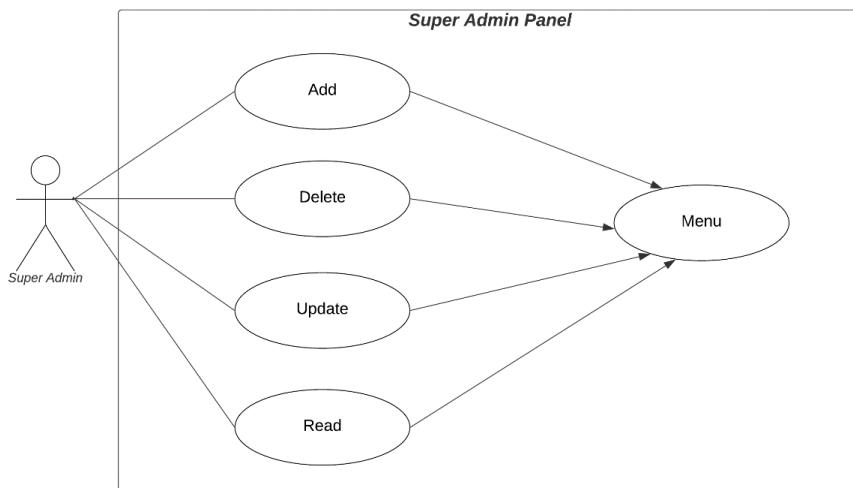 Super Admin Panel
Add
Delete
Menu
Super Admin
Update
Read